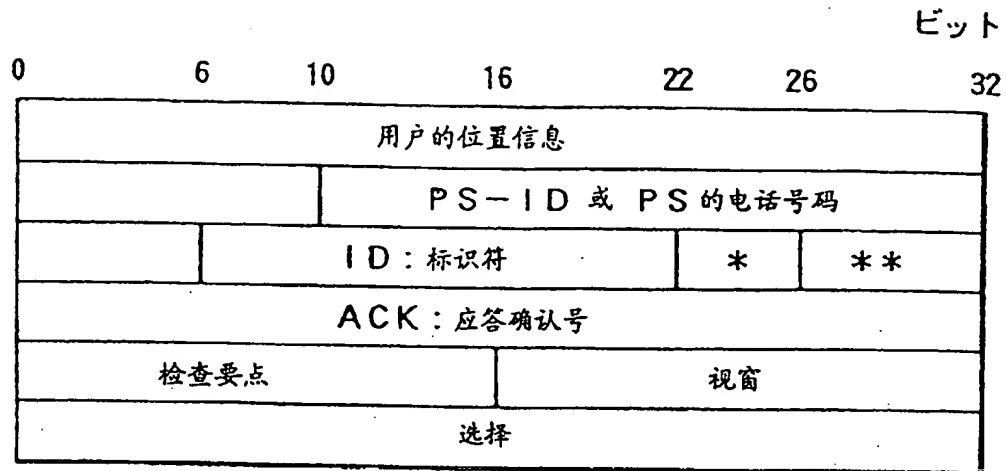 ビット
0 6 10 16 22 26 32
用户的位置信息
PS-ID 或 PS 的电话号码
ID：标识符 * **
ACK：应答确认号
检查要点 视窗
选择